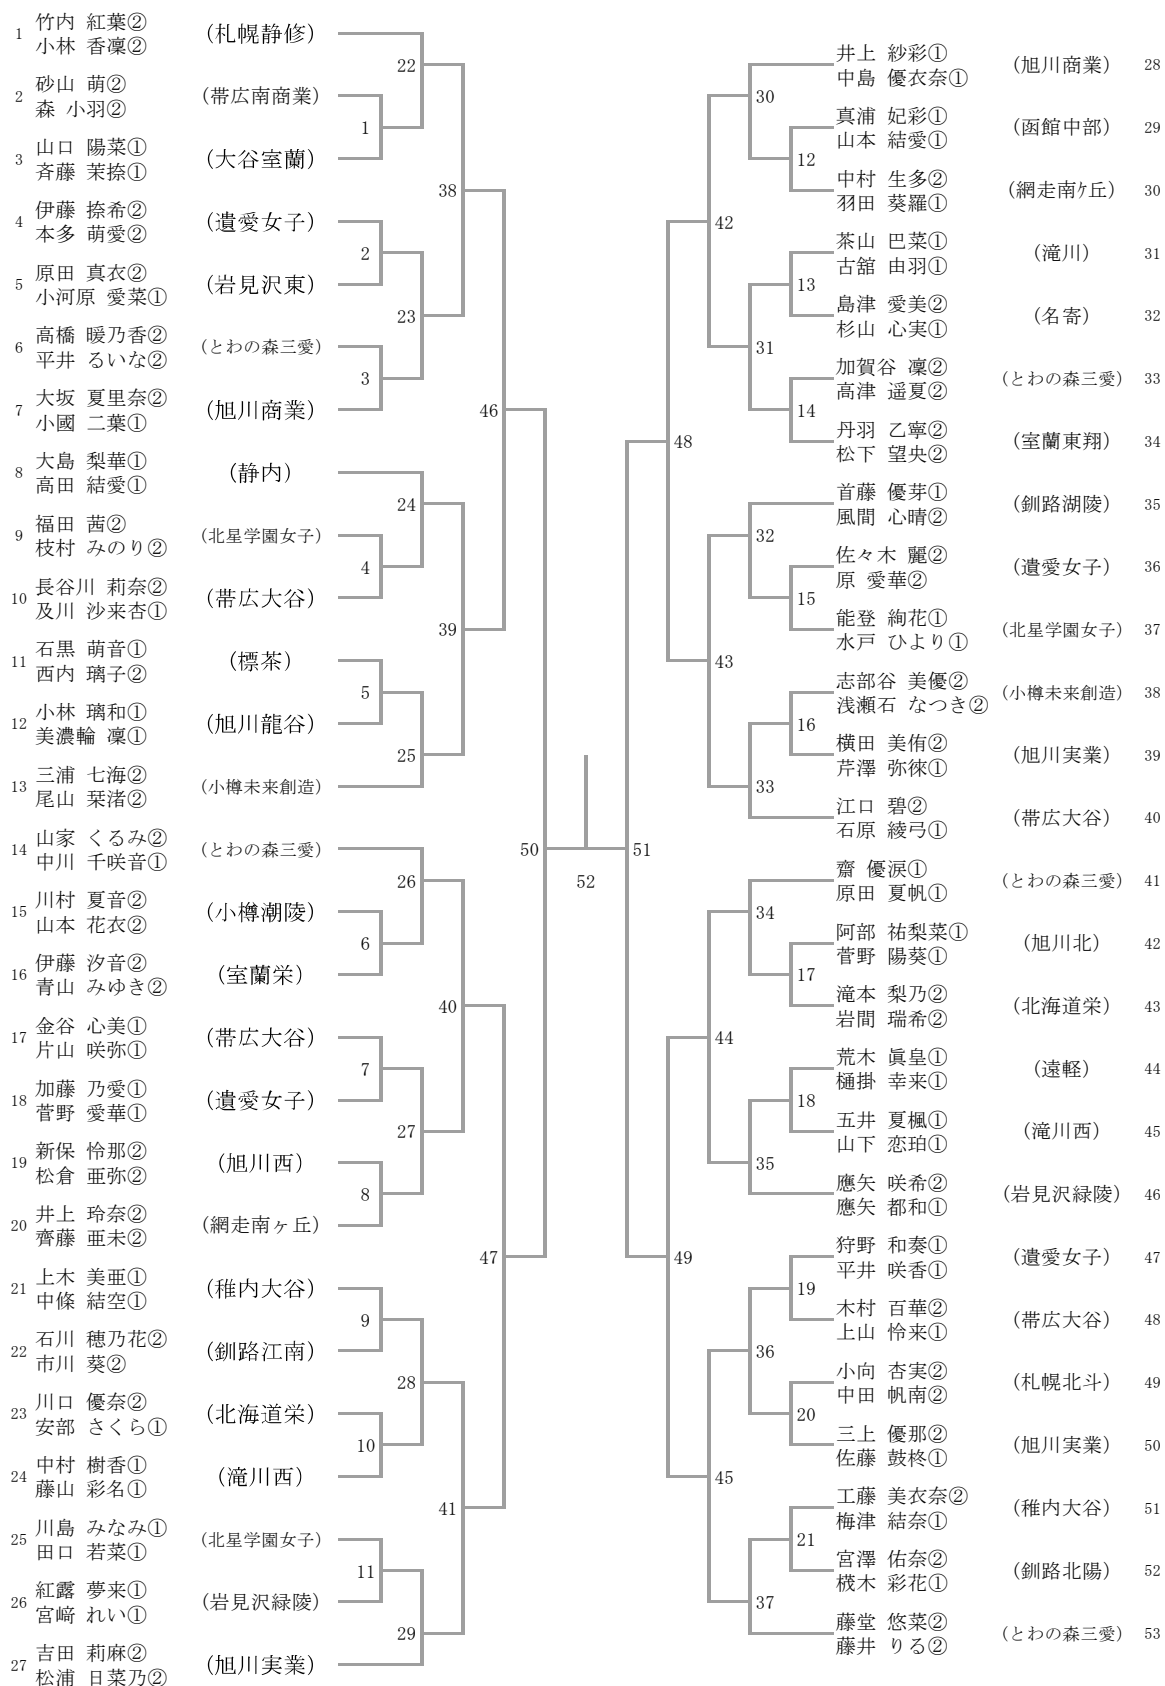 1 竹内 紅葉② (札幌静修)
小林 香凜②
2 砂山 萌② (帯広南商業)
森 小羽②
3 山口 陽菜① (大谷室蘭)
斉藤 茉捺①
4 伊藤 捺希② (遺愛女子)
本多 萌愛②
5 原田 真衣② (岩見沢東)
小河原 愛菜①
6 高橋 暖乃香② (とわの森三愛)
平井 るいな②
7 大坂 夏里奈② (旭川商業)
小國 二葉①
8 大島 梨華① (静内)
高田 結愛①
9 福田 茜② (北星学園女子)
枝村 みのり②
10 長谷川 莉奈② (帯広大谷)
及川 沙来杏①
11 石黒 萌音① (標茶)
西内 璃子②
12 小林 璃和① (旭川龍谷)
美濃輪 凜①
13 三浦 七海② (小樽未来創造)
尾山 栞渚②
14 山家 くるみ② (とわの森三愛)
中川 千咲音①
15 川村 夏音② (小樽潮陵)
山本 花衣②
16 伊藤 汐音② (室蘭栄)
青山 みゆき②
17 金谷 心美① (帯広大谷)
片山 咲弥①
18 加藤 乃愛① (遺愛女子)
菅野 愛華①
19 新保 怜那② (旭川西)
松倉 亜弥②
20 井上 玲奈② (網走南ヶ丘)
齊藤 亜未②
21 上木 美亜① (稚内大谷)
中條 結空①
22 石川 穂乃花② (釧路江南)
市川 葵②
23 川口 優奈② (北海道栄)
安部 さくら①
24 中村 樹香① (滝川西)
藤山 彩名①
25 川島 みなみ① (北星学園女子)
田口 若菜①
26 紅露 夢来① (岩見沢緑陵)
宮﨑 れい①
27 吉田 莉麻② (旭川実業)
松浦 日菜乃②
22
1
38
2
23
3
46
24
4
39
5
25
50
26
6
40
7
27
8
47
9
28
10
41
11
29
52
51
30
12
42
13
31
14
48
32
15
43
16
33
34
17
44
18
35
49
19
36
20
45
21
37
井上 紗彩① (旭川商業) 28
中島 優衣奈①
真浦 妃彩① (函館中部) 29
山本 結愛①
中村 生多② (網走南ケ丘) 30
羽田 葵羅①
茶山 巴菜① (滝川) 31
古舘 由羽①
島津 愛美② (名寄) 32
杉山 心実①
加賀谷 凜② (とわの森三愛) 33
高津 遥夏②
丹羽 乙寧② (室蘭東翔) 34
松下 望央②
首藤 優芽① (釧路湖陵) 35
風間 心晴②
佐々木 麗② (遺愛女子) 36
原 愛華②
能登 絢花① (北星学園女子) 37
水戸 ひより①
志部谷 美優② (小樽未来創造) 38
浅瀬石 なつき②
横田 美侑② (旭川実業) 39
芹澤 弥徠①
江口 碧② (帯広大谷) 40
石原 綾弓①
齋 優涙① (とわの森三愛) 41
原田 夏帆①
阿部 祐梨菜① (旭川北) 42
菅野 陽葵①
滝本 梨乃② (北海道栄) 43
岩間 瑞希②
荒木 眞皇① (遠軽) 44
樋掛 幸来①
五井 夏楓① (滝川西) 45
山下 恋珀①
應矢 咲希② (岩見沢緑陵) 46
應矢 都和①
狩野 和奏① (遺愛女子) 47
平井 咲香①
木村 百華② (帯広大谷) 48
上山 怜来①
小向 杏実② (札幌北斗) 49
中田 帆南②
三上 優那② (旭川実業) 50
佐藤 鼓柊①
工藤 美衣奈② (稚内大谷) 51
梅津 結奈①
宮澤 佑奈② (釧路北陽) 52
木 彩花①
藤堂 悠菜② (とわの森三愛) 53
藤井 りる②